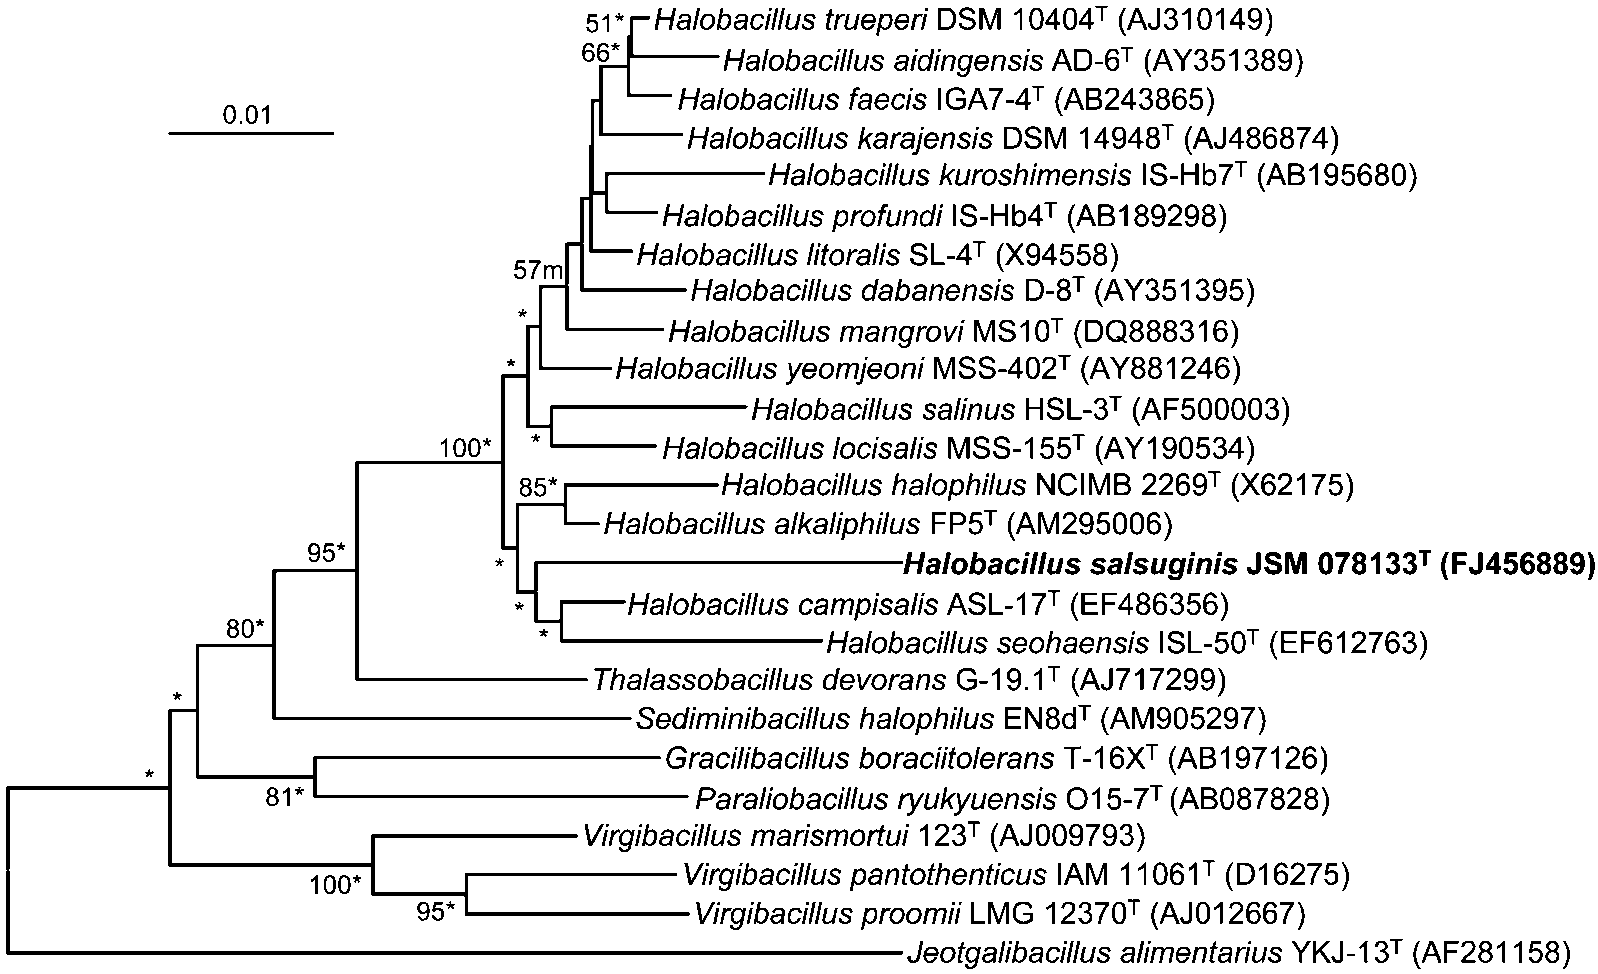 51* Halobacillus trueperi DSM 10404ᵀ (AJ310149)
66* Halobacillus aidingensis AD-6ᵀ (AY351389)
Halobacillus faecis IGA7-4ᵀ (AB243865)
0.01
Halobacillus karajensis DSM 14948ᵀ (AJ486874)
Halobacillus kuroshimensis IS-Hb7ᵀ (AB195680)
Halobacillus profundi IS-Hb4ᵀ (AB189298)
Halobacillus litoralis SL-4ᵀ (X94558)
57m
Halobacillus dabanensis D-8ᵀ (AY351395)
*
Halobacillus mangrovi MS10ᵀ (DQ888316)
*
Halobacillus yeomjeoni MSS-402ᵀ (AY881246)
Halobacillus salinus HSL-3ᵀ (AF500003)
*
100*
Halobacillus locisalis MSS-155ᵀ (AY190534)
85*
Halobacillus halophilus NCIMB 2269ᵀ (X62175)
Halobacillus alkaliphilus FP5ᵀ (AM295006)
95*
*
Halobacillus salsuginis JSM 078133ᵀ (FJ456889)
*
Halobacillus campisalis ASL-17ᵀ (EF486356)
80*
*
Halobacillus seohaensis ISL-50ᵀ (EF612763)
Thalassobacillus devorans G-19.1ᵀ (AJ717299)
*
Sediminibacillus halophilus EN8dᵀ (AM905297)
Gracilibacillus boraciitolerans T-16Xᵀ (AB197126)
*
81*
Paraliobacillus ryukyuensis O15-7ᵀ (AB087828)
Virgibacillus marismortui 123ᵀ (AJ009793)
100*
Virgibacillus pantothenticus IAM 11061ᵀ (D16275)
95*
Virgibacillus proomii LMG 12370ᵀ (AJ012667)
Jeotgalibacillus alimentarius YKJ-13ᵀ (AF281158)